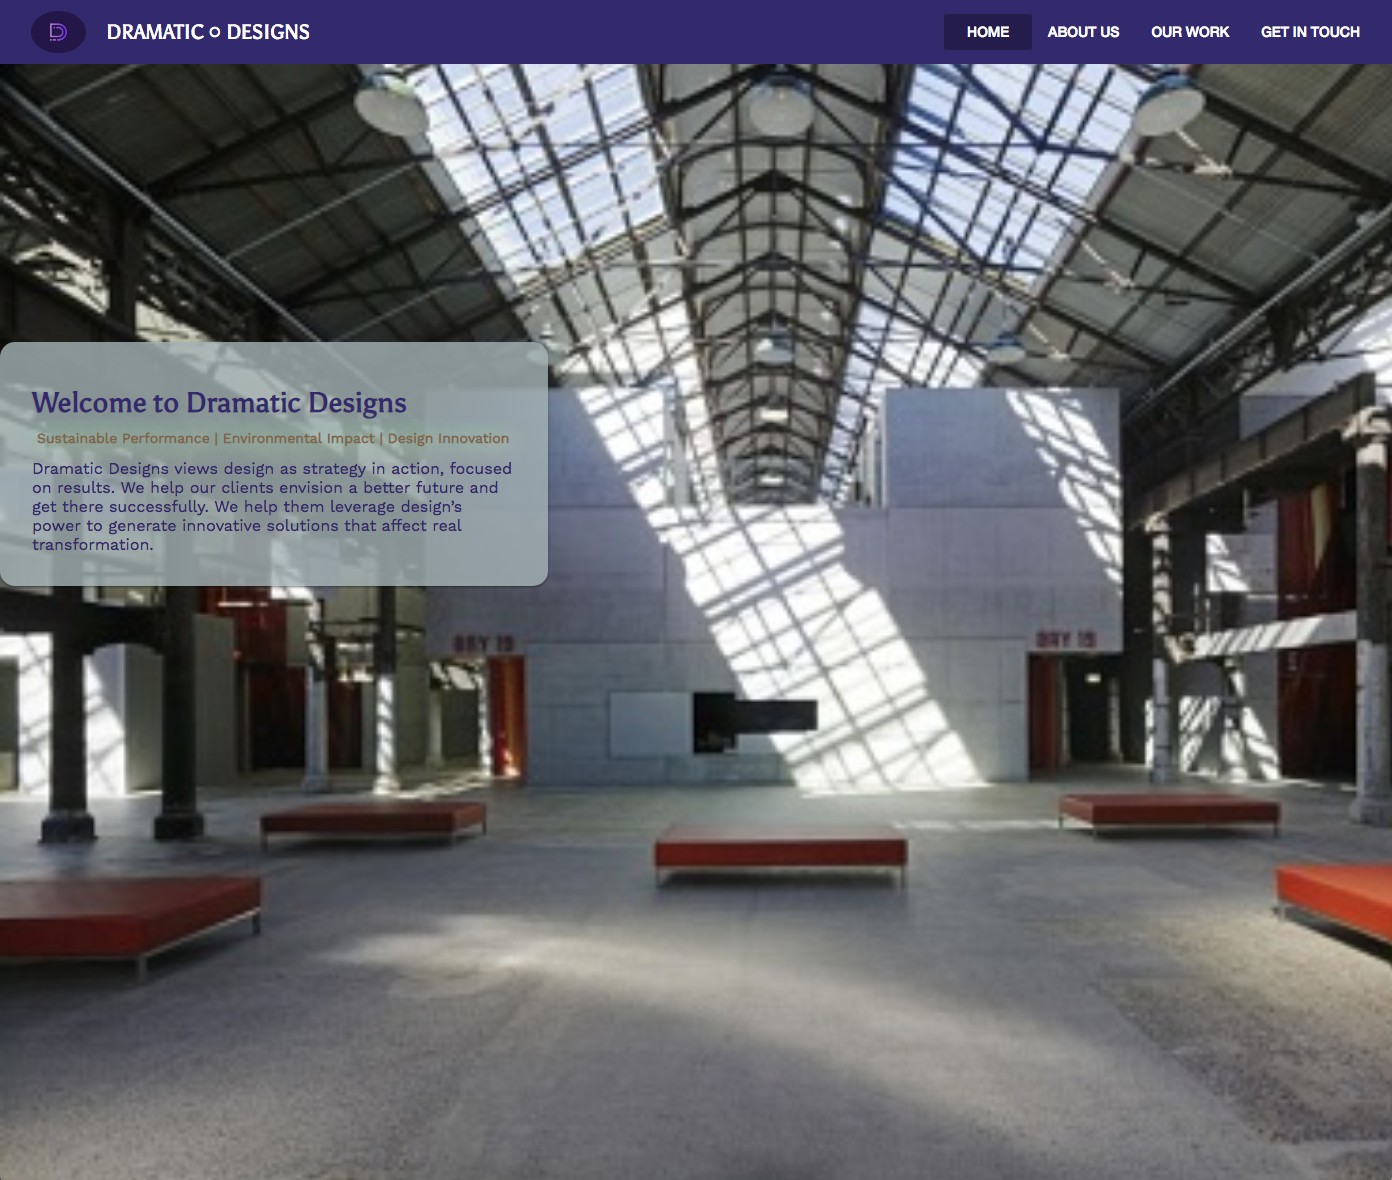 D
DRAMATIC ○ DESIGNS
HOME
ABOUT US
OUR WORK
GET IN TOUCH
Welcome to Dramatic Designs
Sustainable Performance | Environmental Impact | Design Innovation
Dramatic Designs views design as strategy in action, focused
on results. We help our clients envision a better future and
get there successfully. We help them leverage design’s
power to generate innovative solutions that affect real
transformation.
BAY 19
BAY 18